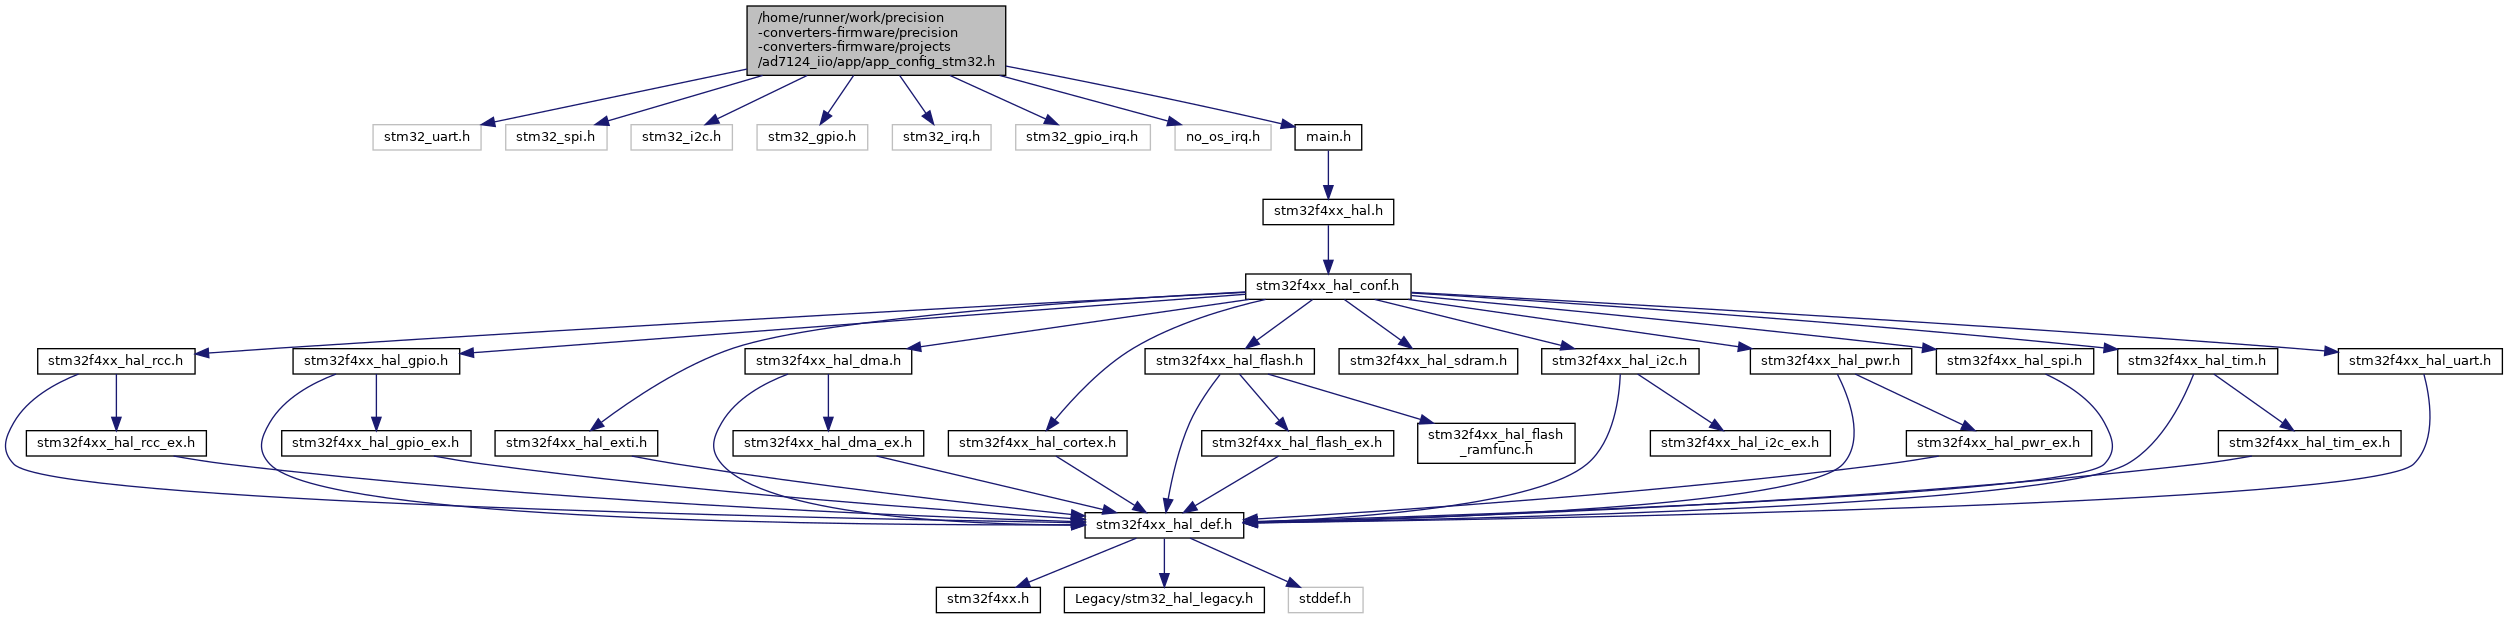 /home/runner/work/precision
-converters-firmware/precision
-converters-firmware/projects
/ad7124_iio/app/app_config_stm32.h
stm32_uart.h
stm32_spi.h
stm32_i2c.h
stm32_gpio.h
stm32_irq.h
stm32_gpio_irq.h
no_os_irq.h
main.h
stm32f4xx_hal.h
stm32f4xx_hal_conf.h
stm32f4xx_hal_rcc.h
stm32f4xx_hal_gpio.h
stm32f4xx_hal_dma.h
stm32f4xx_hal_flash.h
stm32f4xx_hal_sdram.h
stm32f4xx_hal_i2c.h
stm32f4xx_hal_pwr.h
stm32f4xx_hal_spi.h
stm32f4xx_hal_tim.h
stm32f4xx_hal_uart.h
stm32f4xx_hal_rcc_ex.h
stm32f4xx_hal_gpio_ex.h
stm32f4xx_hal_exti.h
stm32f4xx_hal_dma_ex.h
stm32f4xx_hal_cortex.h
stm32f4xx_hal_flash_ex.h
stm32f4xx_hal_flash
_ramfunc.h
stm32f4xx_hal_i2c_ex.h
stm32f4xx_hal_pwr_ex.h
stm32f4xx_hal_tim_ex.h
stm32f4xx_hal_def.h
stm32f4xx.h
Legacy/stm32_hal_legacy.h
stddef.h